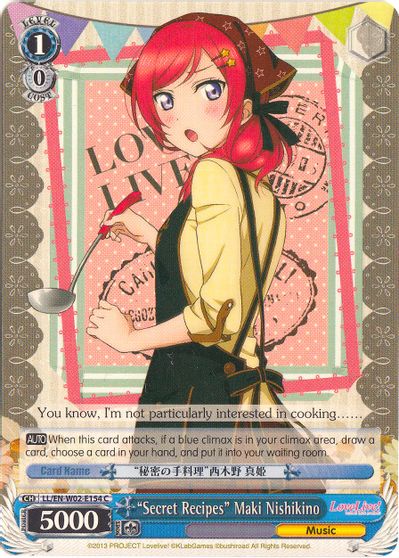 LEVEL
1
0
COST
LOVE
LIVE!
You know, I'm not particularly interested in cooking……
AUTO When this card attacks, if a blue climax is in your climax area, draw a
card, choose a card in your hand, and put it into your waiting room.
Card Name
"秘密の手料理"西木野 真姫
CH LL/EN-W02-E154 C
POWER
5000
"Secret Recipes" Maki Nishikino
LoveLive!
Music
©2013 PROJECT Lovelive! ©KLabGames ©bushiroad All Rights Reserved.